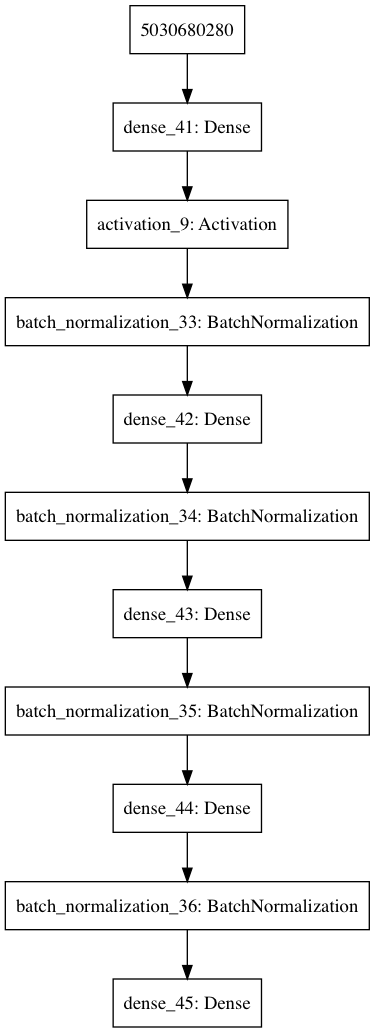 5030680280
dense_41: Dense
activation_9: Activation
batch_normalization_33: BatchNormalization
dense_42: Dense
batch_normalization_34: BatchNormalization
dense_43: Dense
batch_normalization_35: BatchNormalization
dense_44: Dense
batch_normalization_36: BatchNormalization
dense_45: Dense